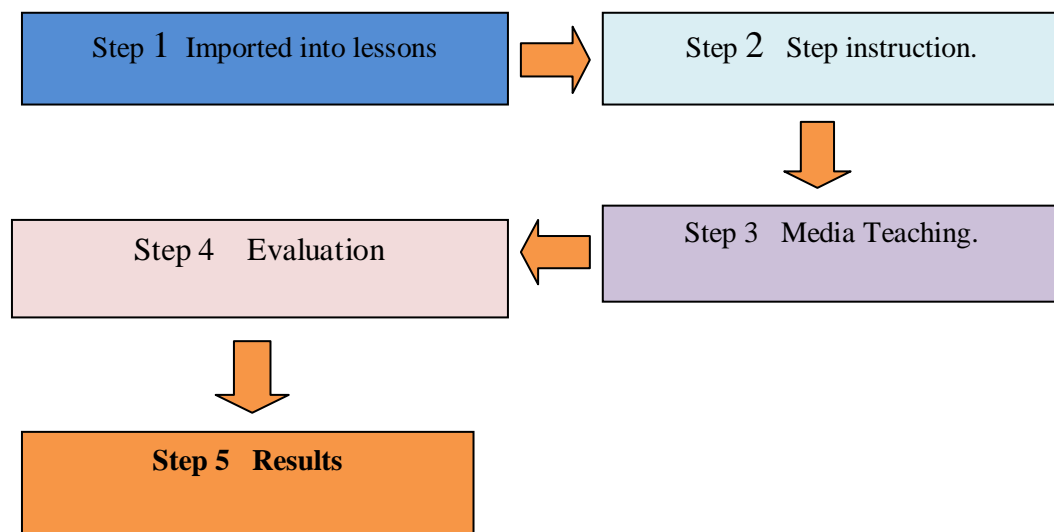 Step 1 Imported into lessons
Step 2 Step instruction.
Step 3 Media Teaching.
Step 4 Evaluation
Step 5 Results